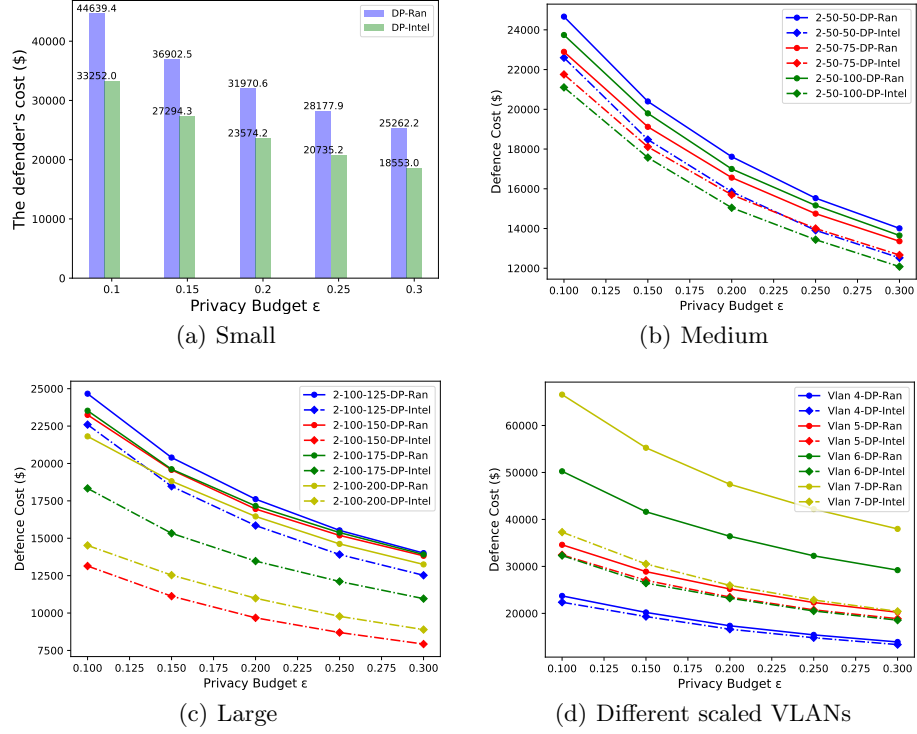 44639.4
36902.5
31970.6
28177.9
25262.2
33252.0
27294.3
23574.2
20735.2
18553.0
DP-Ran
DP-Intel
The defender's cost ($)
40000
30000
20000
10000
0
0.1 0.15 0.2 0.25 0.3
Privacy Budget ε
(a) Small
2-50-50-DP-Ran
2-50-50-DP-Intel
2-50-75-DP-Ran
2-50-75-DP-Intel
2-50-100-DP-Ran
2-50-100-DP-Intel
Defence Cost ($)
24000
22000
20000
18000
16000
14000
12000
0.100 0.125 0.150 0.175 0.200 0.225 0.250 0.275 0.300
Privacy Budget ε
(b) Medium
2-100-125-DP-Ran
2-100-125-DP-Intel
2-100-150-DP-Ran
2-100-150-DP-Intel
2-100-175-DP-Ran
2-100-175-DP-Intel
2-100-200-DP-Ran
2-100-200-DP-Intel
Defence Cost ($)
25000
22500
20000
17500
15000
12500
10000
7500
0.100 0.125 0.150 0.175 0.200 0.225 0.250 0.275 0.300
Privacy Budget ε
(c) Large
Vlan 4-DP-Ran
Vlan 4-DP-Intel
Vlan 5-DP-Ran
Vlan 5-DP-Intel
Vlan 6-DP-Ran
Vlan 6-DP-Intel
Vlan 7-DP-Ran
Vlan 7-DP-Intel
Defence Cost ($)
60000
50000
40000
30000
20000
0.100 0.125 0.150 0.175 0.200 0.225 0.250 0.275 0.300
Privacy Budget ε
(d) Different scaled VLANs